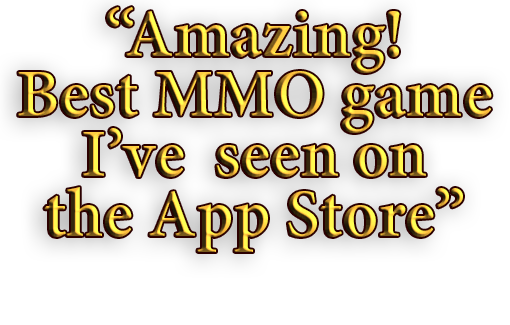 “Amazing!
Best MMO game
I’ve seen on
the App Store”